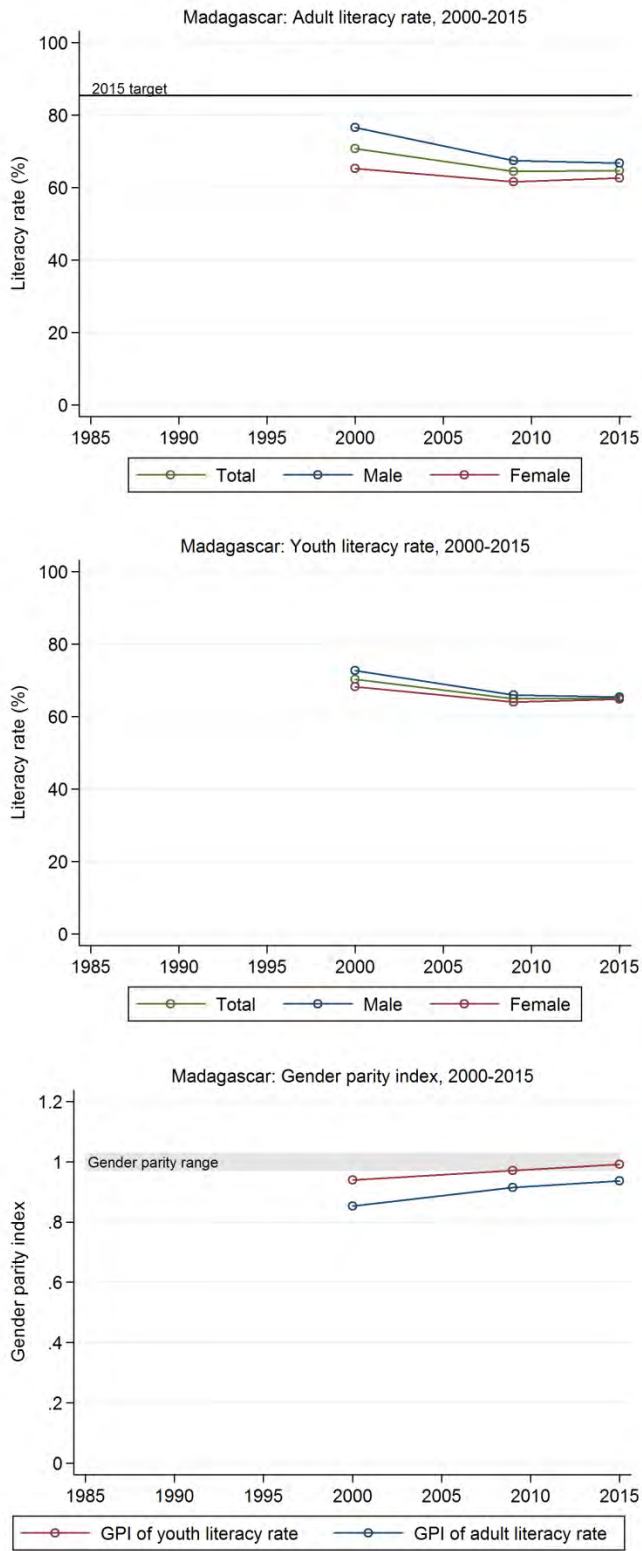 Madagascar: Adult literacy rate, 2000-2015
100
2015 target
80
60
40
20
0
Literacy rate (%)
1985 1990 1995 2000 2005 2010 2015
Total Male Female
Madagascar: Youth literacy rate, 2000-2015
100
80
60
40
20
0
Literacy rate (%)
1985 1990 1995 2000 2005 2010 2015
Total Male Female
Madagascar: Gender parity index, 2000-2015
1.2
1
Gender parity range
.8
.6
.4
.2
0
Gender parity index
1985 1990 1995 2000 2005 2010 2015
GPI of youth literacy rate GPI of adult literacy rate